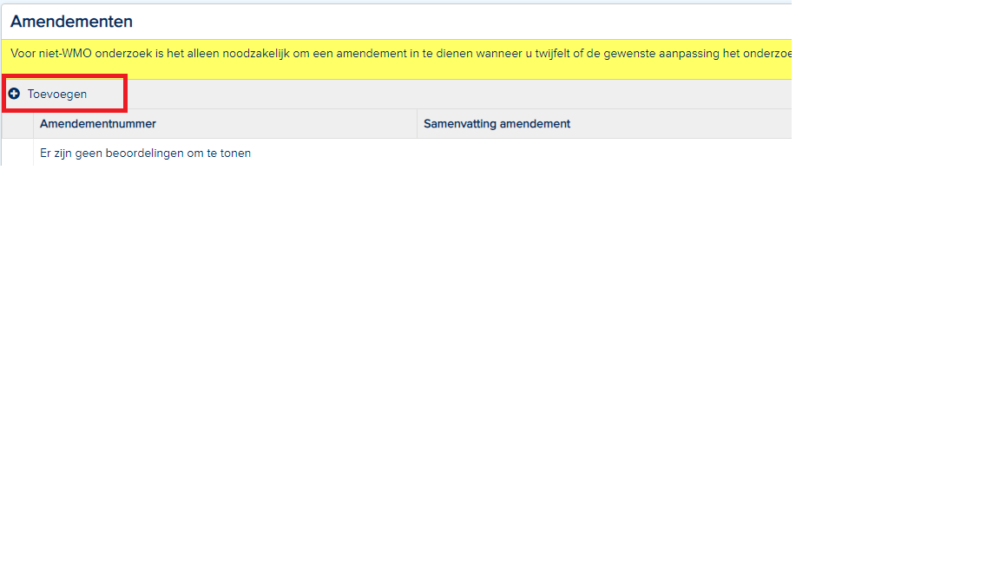 Amendementen
Voor niet-WMO onderzoek is het alleen noodzakelijk om een amendement in te dienen wanneer u twijfelt of de gewenste aanpassing het onderzoe
Toevoegen
Amendementnummer Samenvatting amendement
Er zijn geen beoordelingen om te tonen